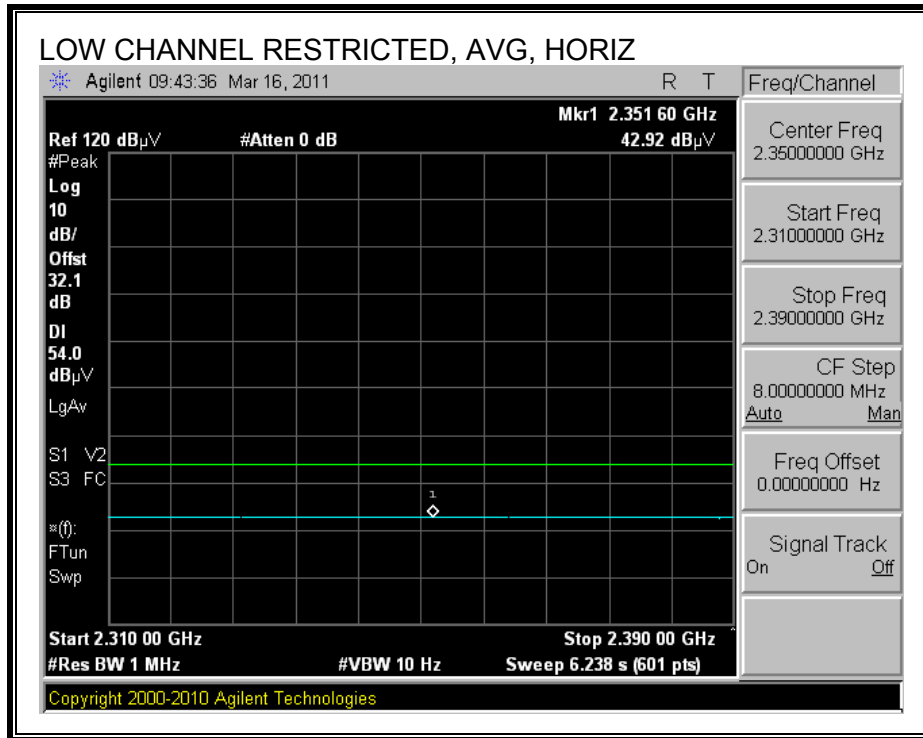 LOW CHANNEL RESTRICTED, AVG, HORIZ
Agilent 09:43:36 Mar 16, 2011 R T
Freq/Channel
Mkr1 2.351 60 GHz
Ref 120 dBµV #Atten 0 dB 42.92 dBµV
#Peak
Log
10
dB/
Offst
32.1
dB
DI
54.0
dBµV
LgAv
S1 V2
S3 FC
¤(f):
FTun
Swp
1
Start 2.310 00 GHz Stop 2.390 00 GHz
#Res BW 1 MHz #VBW 10 Hz Sweep 6.238 s (601 pts)
Center Freq
2.35000000 GHz
Start Freq
2.31000000 GHz
Stop Freq
2.39000000 GHz
CF Step
8.00000000 MHz
Auto Man
Freq Offset
0.00000000 Hz
Signal Track
On Off
Copyright 2000-2010 Agilent Technologies